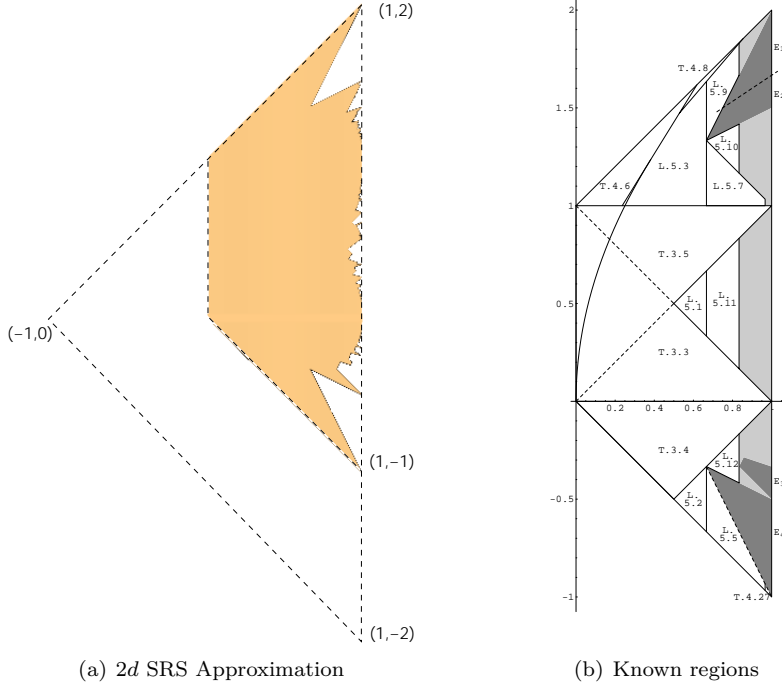 (1,2)
(−1,0)
(1,−1)
(1,−2)
(a) 2d SRS Approximation
2
1.5
1
0.5
−0.5
−1
0.2
0.4
0.6
0.8
1
T.4.8
L.
5.9
L.
5.10
L.5.3
T.4.6
L.5.7
T.3.5
L.
5.1
L.
5.11
T.3.3
T.3.4
L.
5.12
L.
5.2
L.
5.5
T.4.27
(b) Known regions